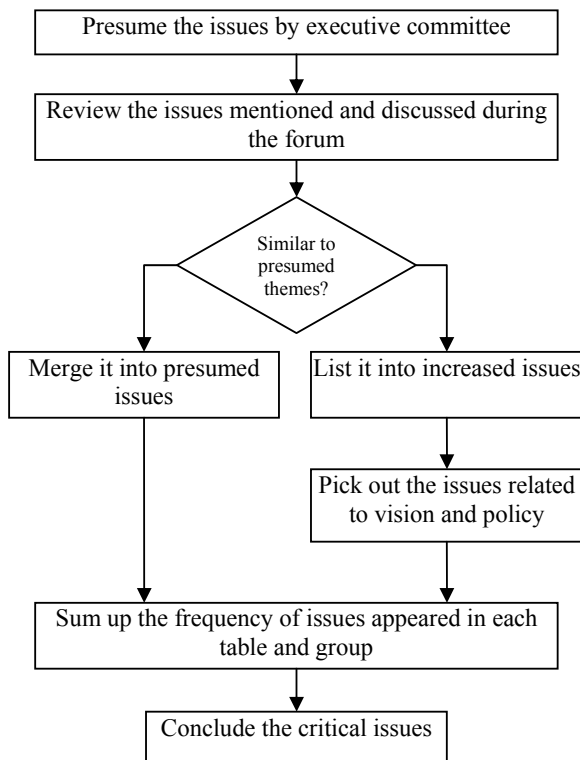 Presume the issues by executive committee
Review the issues mentioned and discussed during
the forum
Similar to
presumed
themes?
Merge it into presumed
issues
List it into increased issues
Pick out the issues related
to vision and policy
Sum up the frequency of issues appeared in each
table and group
Conclude the critical issues